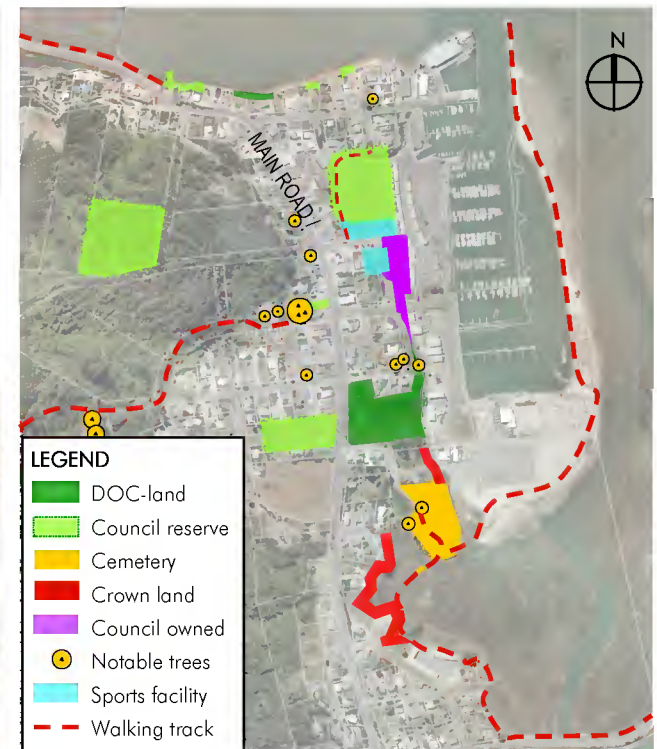 N
MAIN ROAD
LEGEND
DOC-land
Council reserve
Cemetery
Crown land
Council owned
Notable trees
Sports facility
Walking track